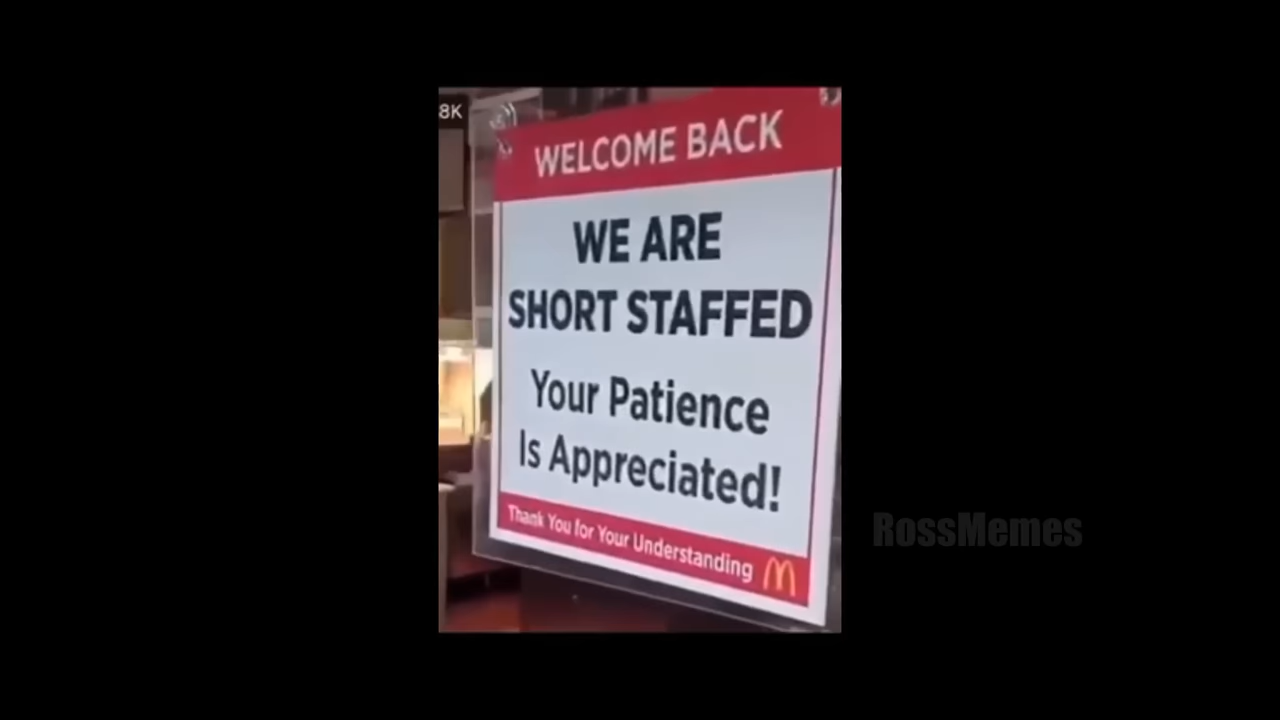 8K
WELCOME BACK
WE ARE
SHORT STAFFED
Your Patience
Is Appreciated!
Thank You for Your Understanding
RossMemes